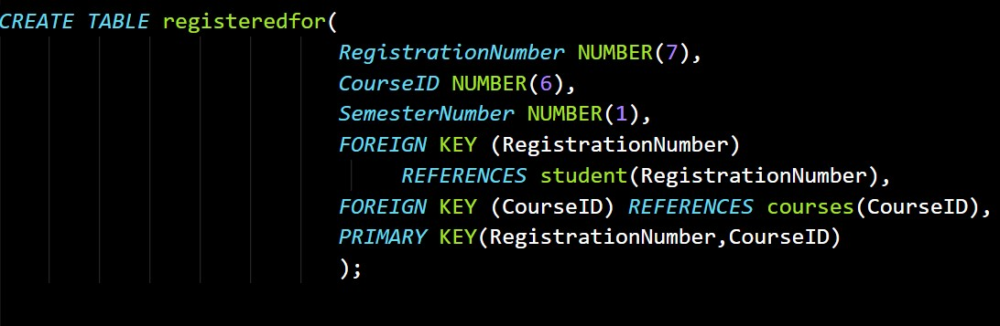 CREATE TABLE registeredfor(
RegistrationNumber NUMBER(7),
CourseID NUMBER(6),
SemesterNumber NUMBER(1),
FOREIGN KEY (RegistrationNumber)
REFERENCES student(RegistrationNumber),
FOREIGN KEY (CourseID) REFERENCES courses(CourseID),
PRIMARY KEY(RegistrationNumber,CourseID)
);